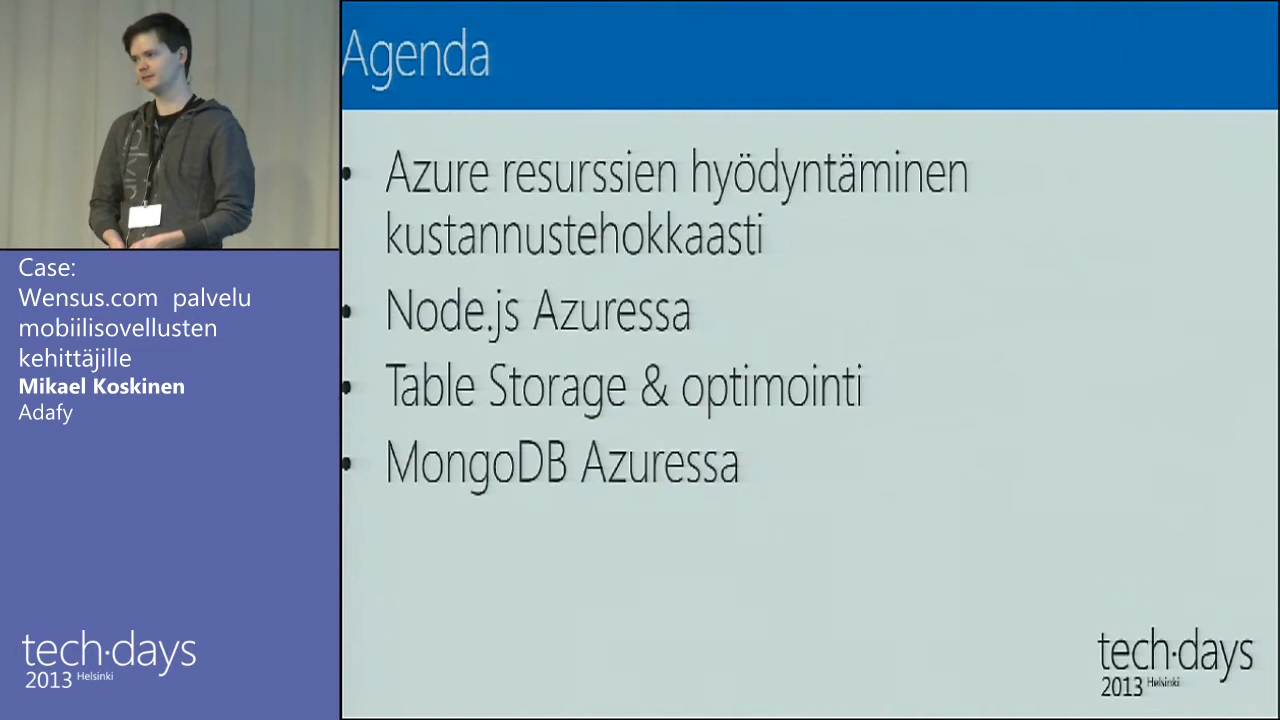 Agenda
• Azure resurssien hyödyntäminen
kustannustehokkaasti
• Node.js Azuressa
• Table Storage & optimointi
• MongoDB Azuressa
Case:
Wensus.com palvelu
mobiilisovellusten
kehittäjille
Mikael Koskinen
Adafy
tech·days
2013 Helsinki
tech·days
2013 Helsinki